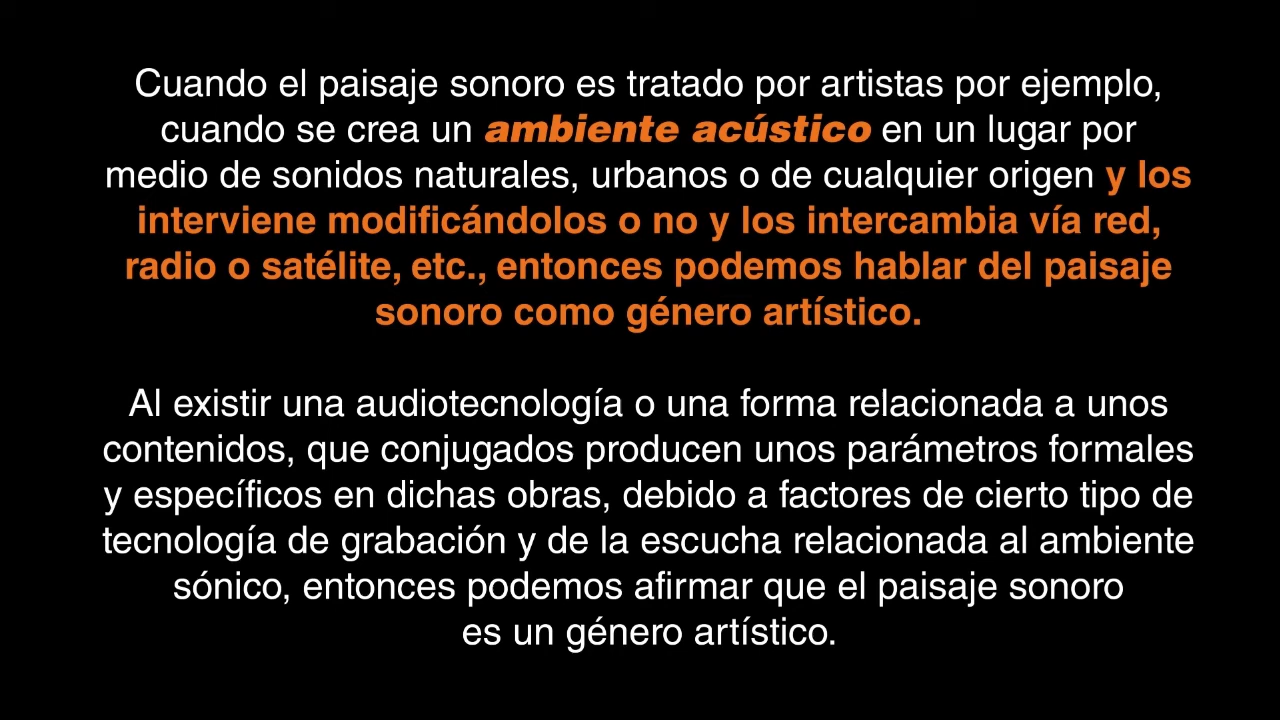 Cuando el paisaje sonoro es tratado por artistas por ejemplo,
cuando se crea un ambiente acústico en un lugar por
medio de sonidos naturales, urbanos o de cualquier origen y los
interviene modificándolos o no y los intercambia vía red,
radio o satélite, etc., entonces podemos hablar del paisaje
sonoro como género artístico.
Al existir una audiotecnología o una forma relacionada a unos
contenidos, que conjugados producen unos parámetros formales
y específicos en dichas obras, debido a factores de cierto tipo de
tecnología de grabación y de la escucha relacionada al ambiente
sónico, entonces podemos afirmar que el paisaje sonoro
es un género artístico.